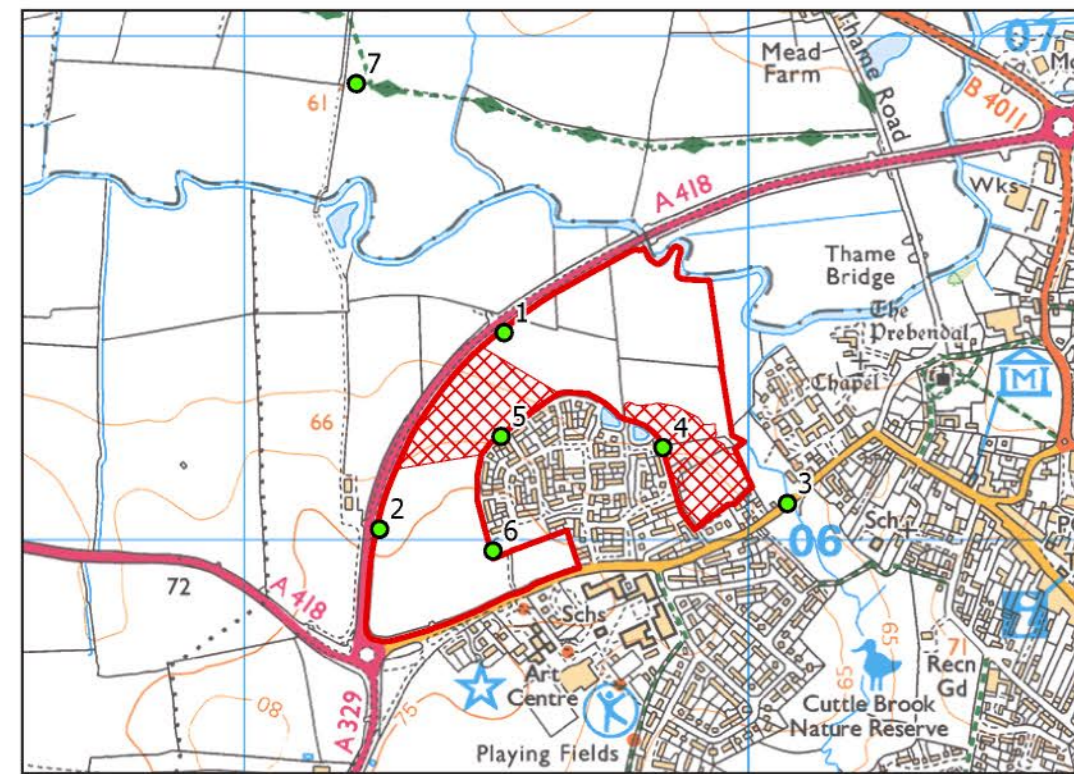 07
Mead
Farm
Thame Road
B 4011
7
61
A 418
Wks
Thame
Bridge
The
Prebendal
Chapel
M
1
66
5
4
3
2
6
06
Sch
72
A 418
Schs
Art
Centre
A 329
80
75
Playing Fields
65
59
71
Recn
Gd
Cuttle Brook
Nature Reserve
i